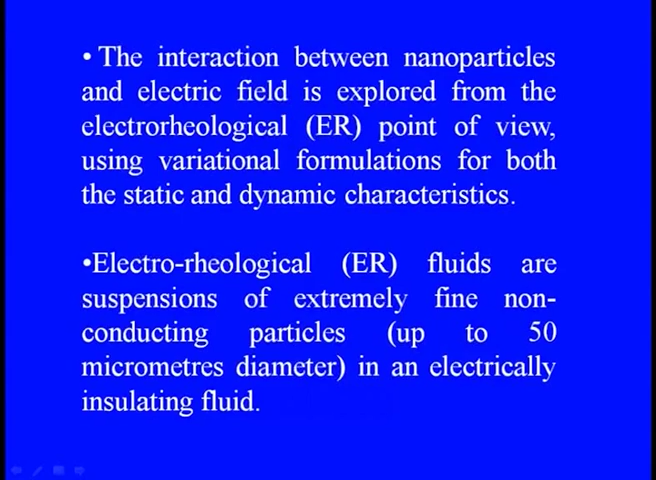 • The interaction between nanoparticles
and electric field is explored from the
electrorheological (ER) point of view,
using variational formulations for both
the static and dynamic characteristics.
•Electro-rheological (ER) fluids are
suspensions of extremely fine non-
conducting particles (up to 50
micrometres diameter) in an electrically
insulating fluid.